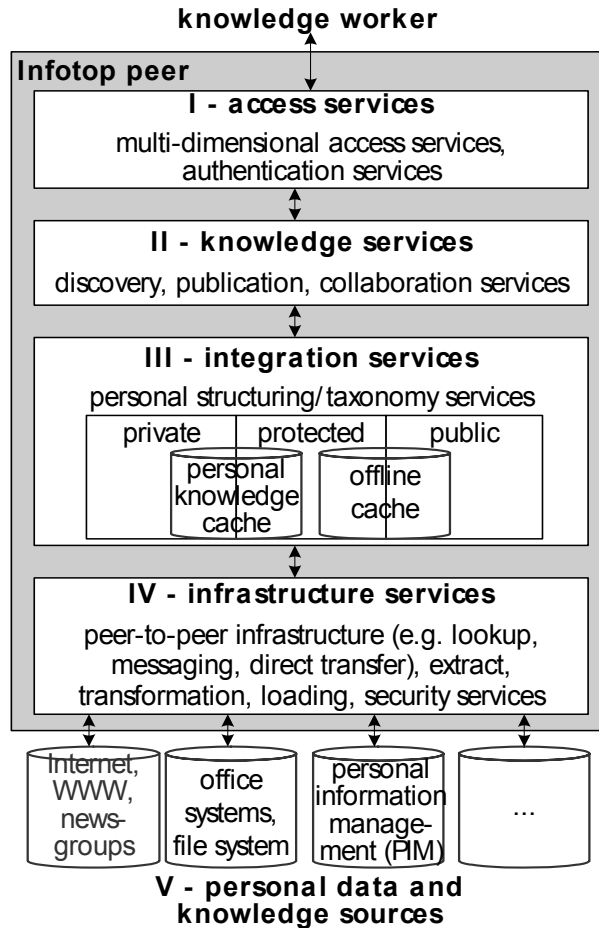 knowledge worker
Infotop peer
I - access services
multi-dimensional access services,
authentication services
II - knowledge services
discovery, publication, collaboration services
III - integration services
personal structuring/taxonomy services
private protected public
personal
knowledge
cache
offline
cache
IV - infrastructure services
peer-to-peer infrastructure (e.g. lookup,
messaging, direct transfer), extract,
transformation, loading, security services
Internet,
WWW,
news-
groups
office
systems,
file system
personal
information
manage-
ment (PIM)
...
V - personal data and
knowledge sources